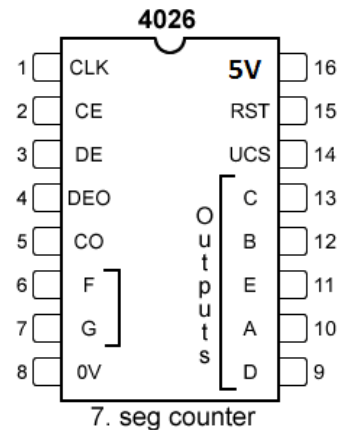 4026
1 CLK 5V 16
2 CE RST 15
3 DE UCS 14
4 DEO C 13
5 CO B 12
6 F E 11
7 G A 10
8 0V D 9
Outputs
7. seg counter